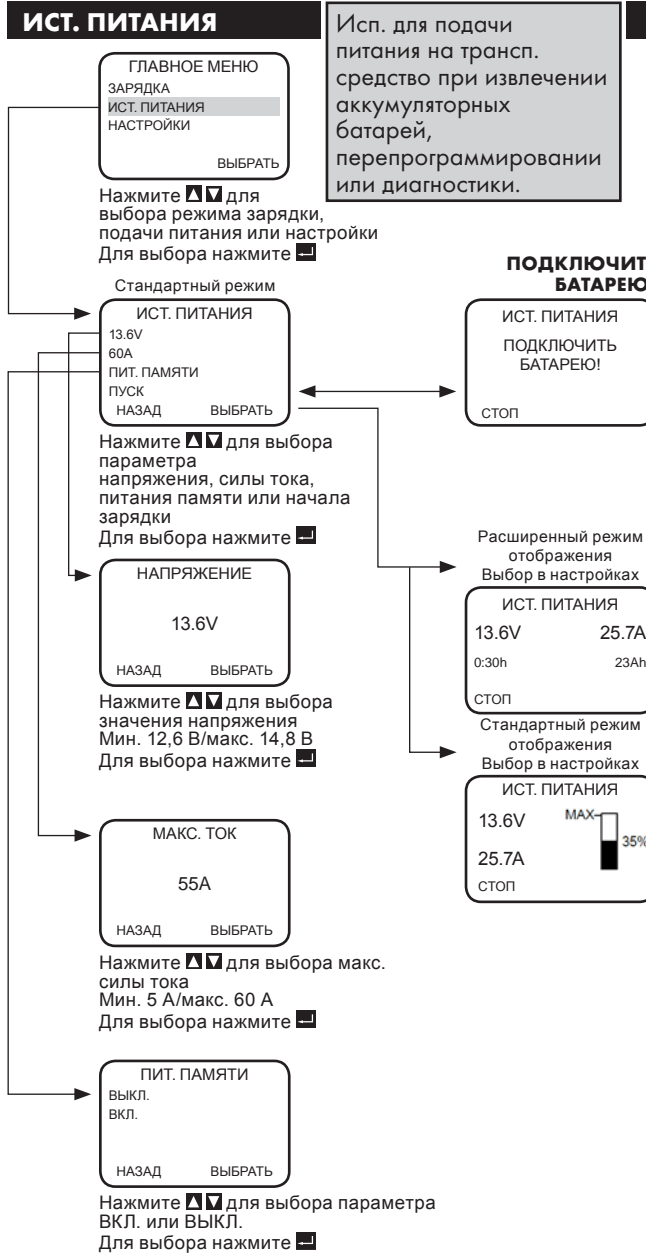 ИСТ. ПИТАНИЯ
Исп. для подачи
питания на трансп.
средство при извлечении
аккумуляторных
батарей,
перепрограммировании
или диагностики.
ГЛАВНОЕ МЕНЮ
ЗАРЯДКА
ИСТ. ПИТАНИЯ
НАСТРОЙКИ
ВЫБРАТЬ
Нажмите ▲▼ для
выбора режима зарядки,
подачи питания или настройки
Для выбора нажмите ↵
Стандартный режим
ИСТ. ПИТАНИЯ
13.6V
60A
ПИТ. ПАМЯТИ
ПУСК
НАЗАД ВЫБРАТЬ
Нажмите ▲▼ для выбора
параметра
напряжения, силы тока,
питания памяти или начала
зарядки
Для выбора нажмите ↵
ПОДКЛЮЧИТ
БАТАРЕЮ
ИСТ. ПИТАНИЯ
ПОДКЛЮЧИТЬ
БАТАРЕЮ!
СТОП
НАПРЯЖЕНИЕ
13.6V
НАЗАД ВЫБРАТЬ
Нажмите ▲▼ для выбора
значения напряжения
Мин. 12,6 В/макс. 14,8 В
Для выбора нажмите ↵
Расширенный режим
отображения
Выбор в настройках
ИСТ. ПИТАНИЯ
13.6V 25.7A
0:30h 23Ah
СТОП
Стандартный режим
отображения
Выбор в настройках
ИСТ. ПИТАНИЯ
13.6V MAX
35%
25.7A
СТОП
МАКС. ТОК
55A
НАЗАД ВЫБРАТЬ
Нажмите ▲▼ для выбора макс.
силы тока
Мин. 5 А/макс. 60 А
Для выбора нажмите ↵
ПИТ. ПАМЯТИ
ВЫКЛ.
ВКЛ.
НАЗАД ВЫБРАТЬ
Нажмите ▲▼ для выбора параметра
ВКЛ. или ВЫКЛ.
Для выбора нажмите ↵